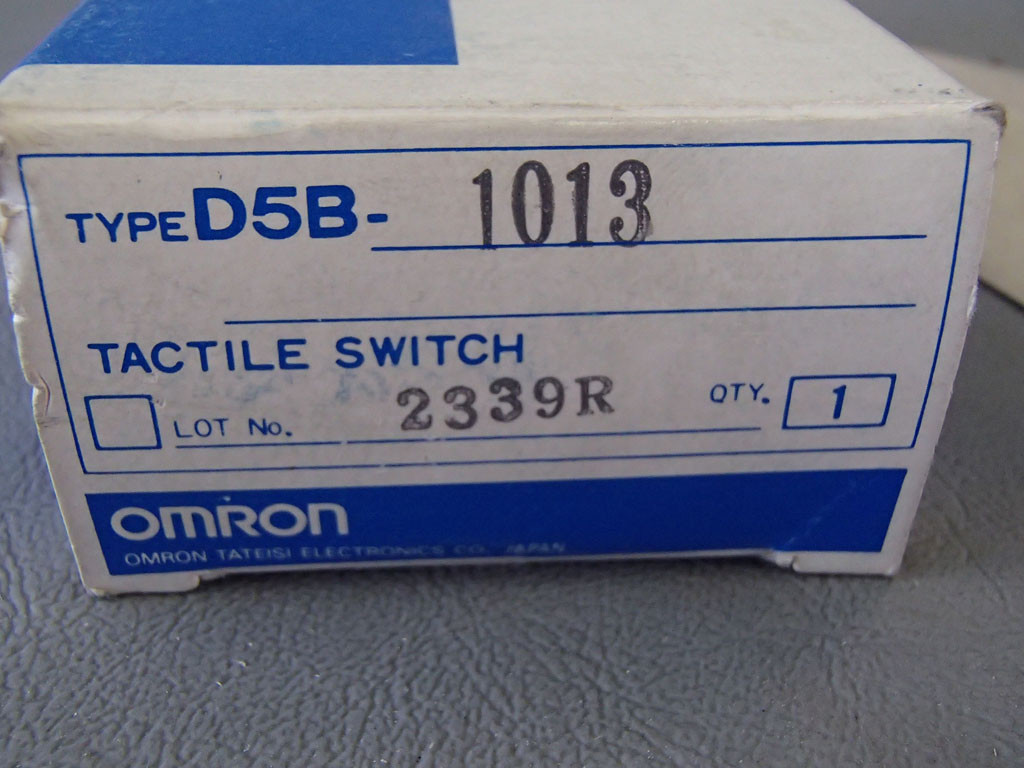 TYPE D5B- 1013
TACTILE SWITCH
LOT No. 2339R QTY. 1
OMRON
OMRON TATEISI ELECTRONICS CO. JAPAN